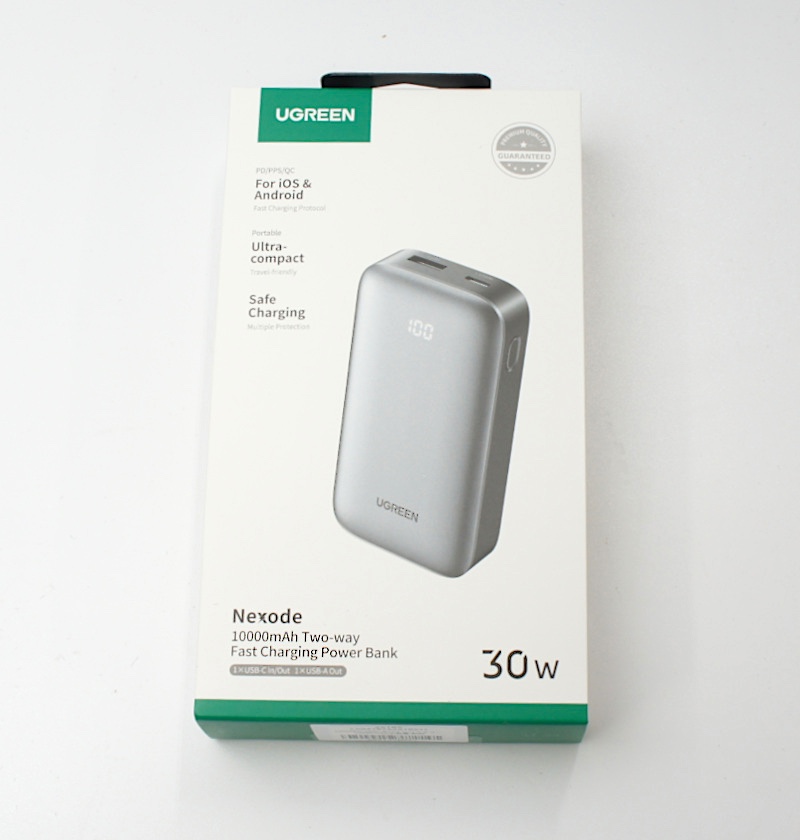 UGREEN
PREMIUM QUALITY
GUARANTEED
PD/PPS/QC
For iOS &
Android
Fast Charging Protocol
Portable
Ultra-
compact
Travel-friendly
Safe
Charging
Multiple Protection
100
UGREEN
Nexode
10000mAh Two-way
Fast Charging Power Bank
1×USB-C In/Out 1×USB-A Out
30W